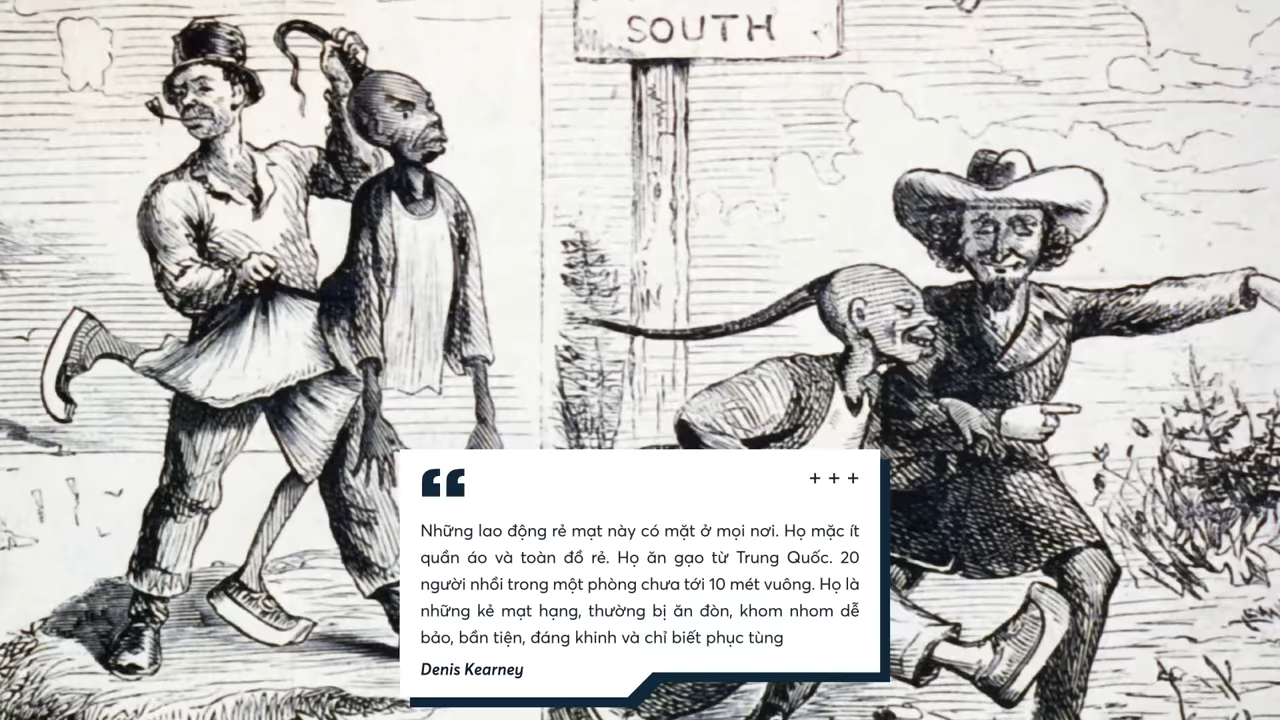 SOUTH
Những lao động rẻ mạt này có mặt ở mọi nơi. Họ mặc ít
quần áo và toàn đồ rẻ. Họ ăn gạo từ Trung Quốc. 20
người nhồi trong một phòng chưa tới 10 mét vuông. Họ là
những kẻ mạt hạng, thường bị ăn đòn, khom nhom dễ
bảo, bần tiện, đáng khinh và chỉ biết phục tùng
Denis Kearney